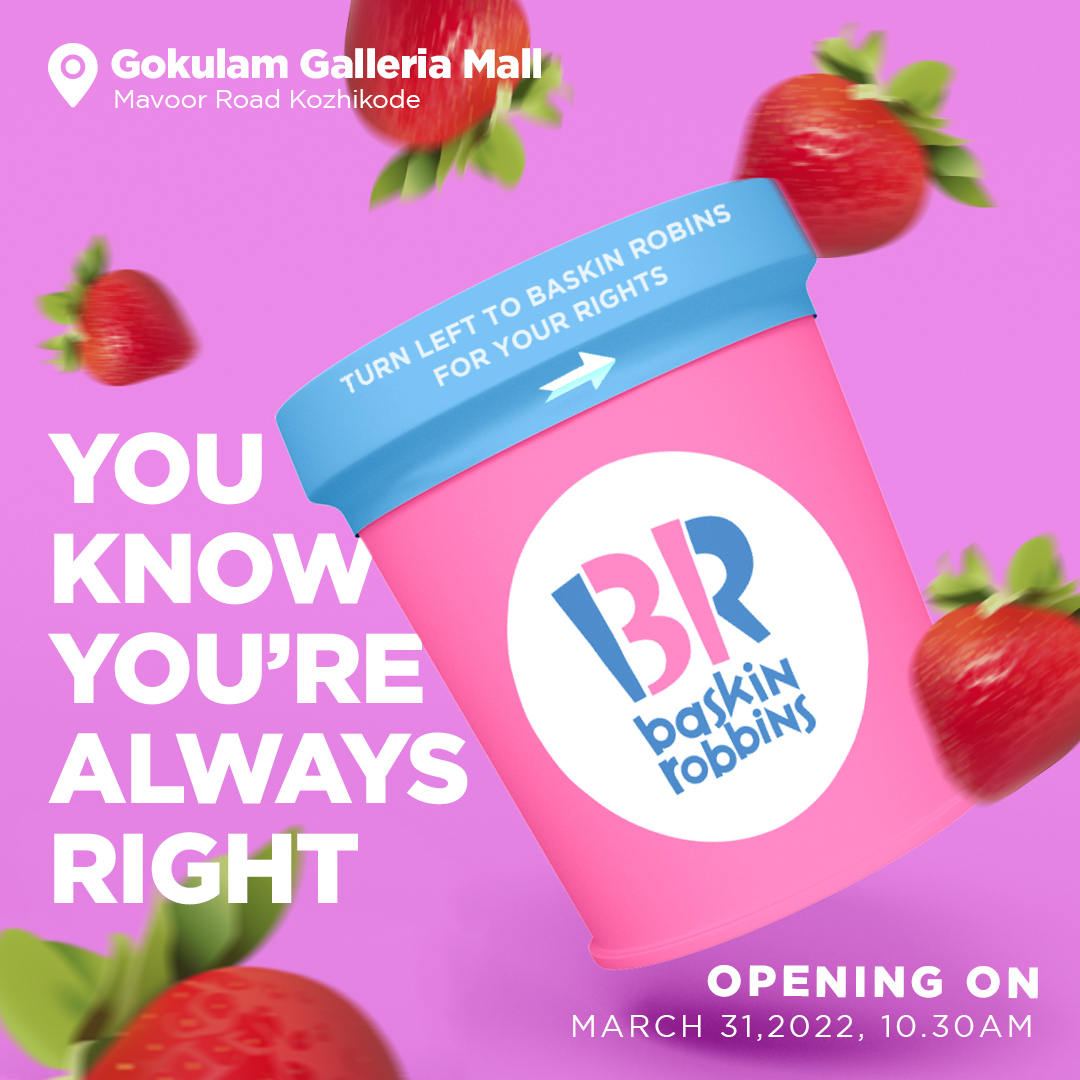 Gokulam Galleria Mall
Mavoor Road Kozhikode
TURN LEFT TO BASKIN ROBINS
FOR YOUR RIGHTS
YOU
KNOW
YOU'RE
ALWAYS
RIGHT
BR
baskin
robbins
OPENING ON
MARCH 31,2022, 10.30AM